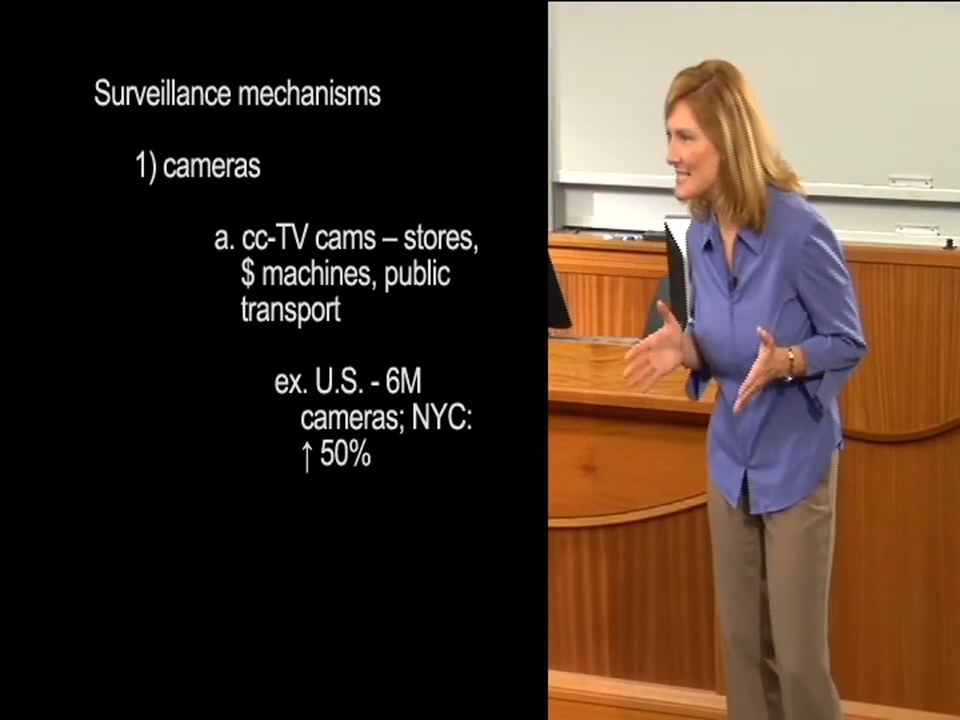 Surveillance mechanisms
1) cameras
a. cc-TV cams – stores,
$ machines, public
transport
ex. U.S. - 6M
cameras; NYC:
↑ 50%